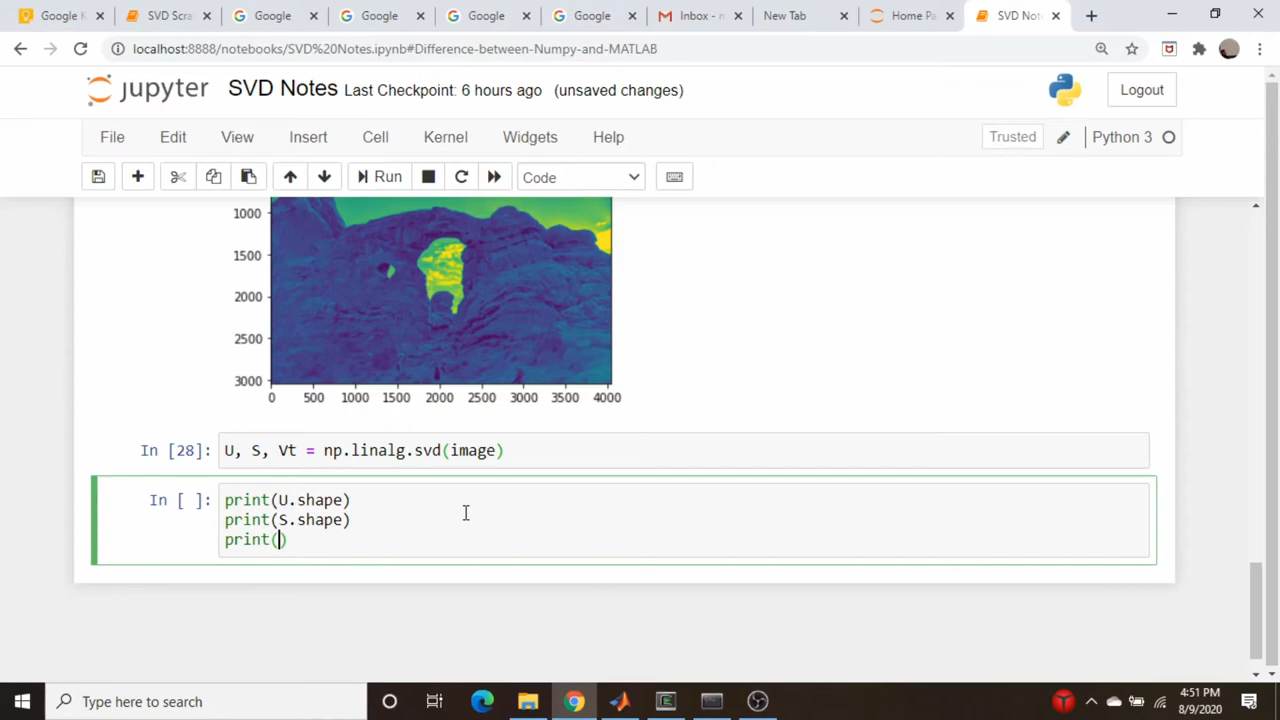 Google K
SVD Scra
Google
Google
Google
Google
Inbox - n
New Tab
Home Pa
SVD Not
localhost:8888/notebooks/SVD%20Notes.ipynb#Difference-between-Numpy-and-MATLAB
jupyter SVD Notes Last Checkpoint: 6 hours ago (unsaved changes) Logout
File Edit View Insert Cell Kernel Widgets Help Trusted Python 3
Run Code
1000
1500
2000
2500
3000
0 500 1000 1500 2000 2500 3000 3500 4000
In [28]: U, S, Vt = np.linalg.svd(image)
In [ ]: print(U.shape)
print(S.shape)
print()
Type here to search
4:51 PM
8/9/2020